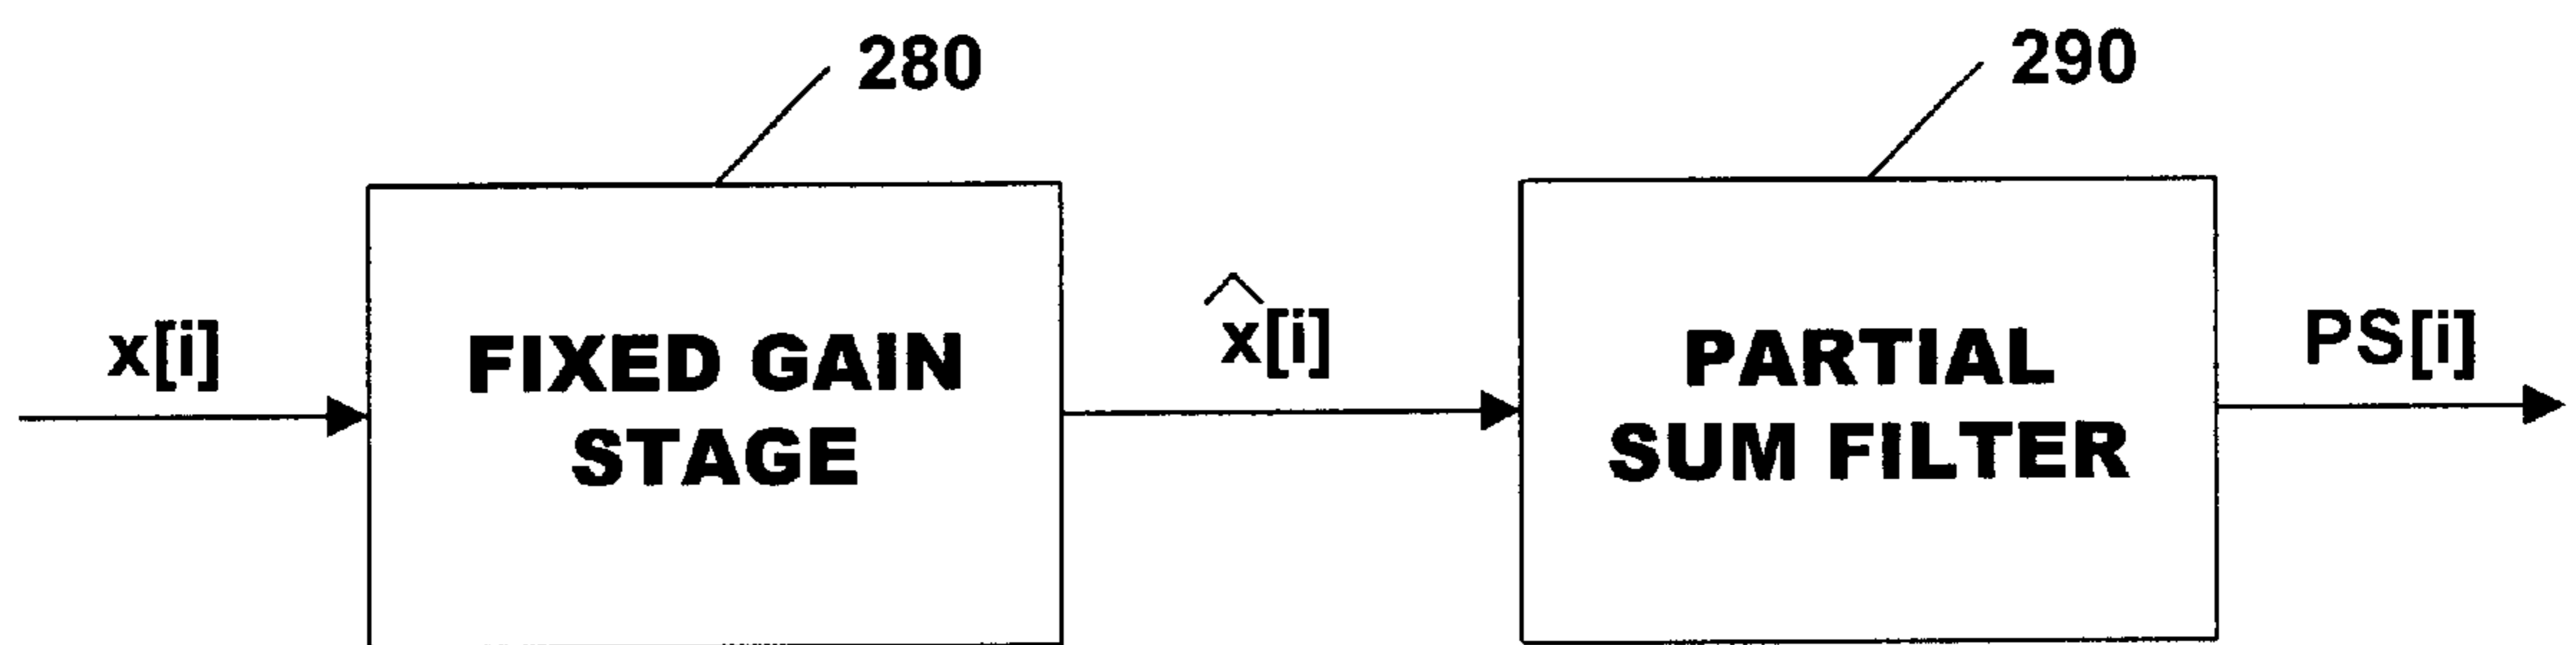 280
290
x[i]
FIXED GAIN
STAGE
x̂[i]
PARTIAL
SUM FILTER
PS[i]